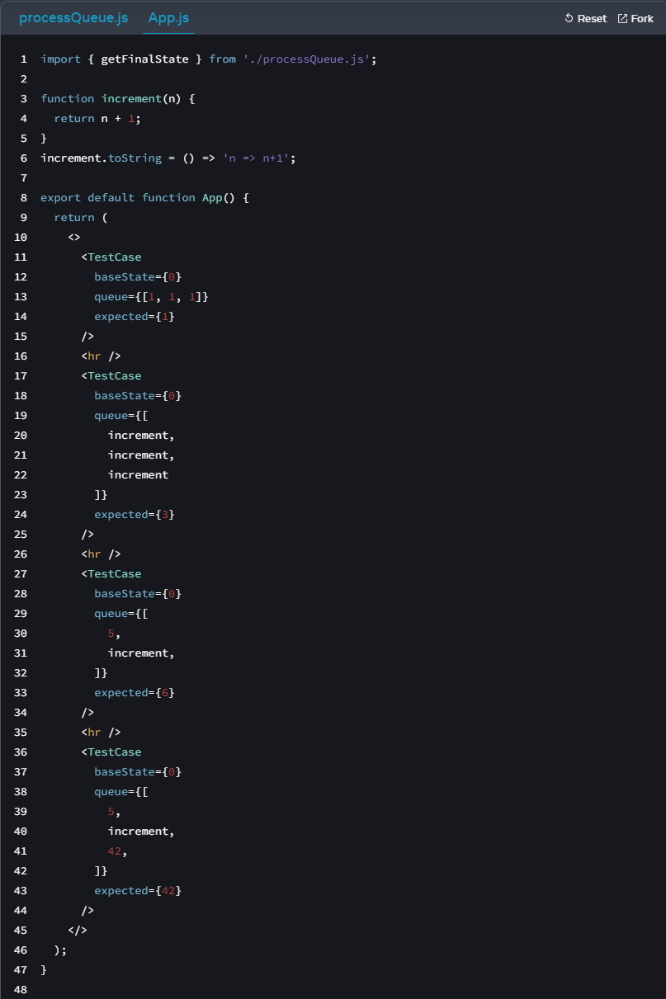 processQueue.js App.js Reset Fork
1 import { getFinalState } from './processQueue.js';
2
3 function increment(n) {
4   return n + 1;
5 }
6 increment.toString = () => 'n => n+1';
7
8 export default function App() {
9   return (
10     <>
11       <TestCase
12         baseState={0}
13         queue={[1, 1, 1]}
14         expected={1}
15       />
16       <hr />
17       <TestCase
18         baseState={0}
19         queue={[
20           increment,
21           increment,
22           increment
23         ]}
24         expected={3}
25       />
26       <hr />
27       <TestCase
28         baseState={0}
29         queue={[
30           5,
31           increment,
32         ]}
33         expected={6}
34       />
35       <hr />
36       <TestCase
37         baseState={0}
38         queue={[
39           5,
40           increment,
41           42,
42         ]}
43         expected={42}
44       />
45     </>
46   );
47 }
48